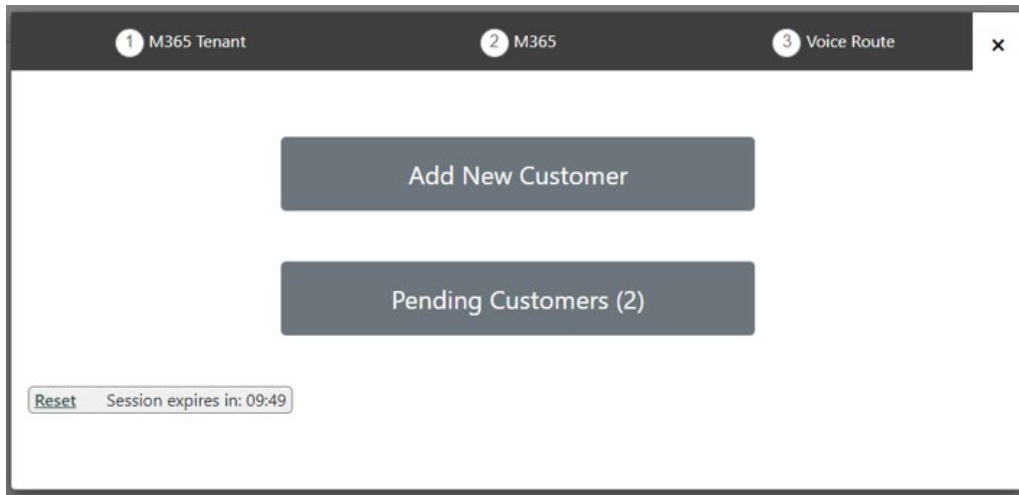 1 M365 Tenant 2 M365 3 Voice Route ×
Add New Customer
Pending Customers (2)
Reset Session expires in: 09:49